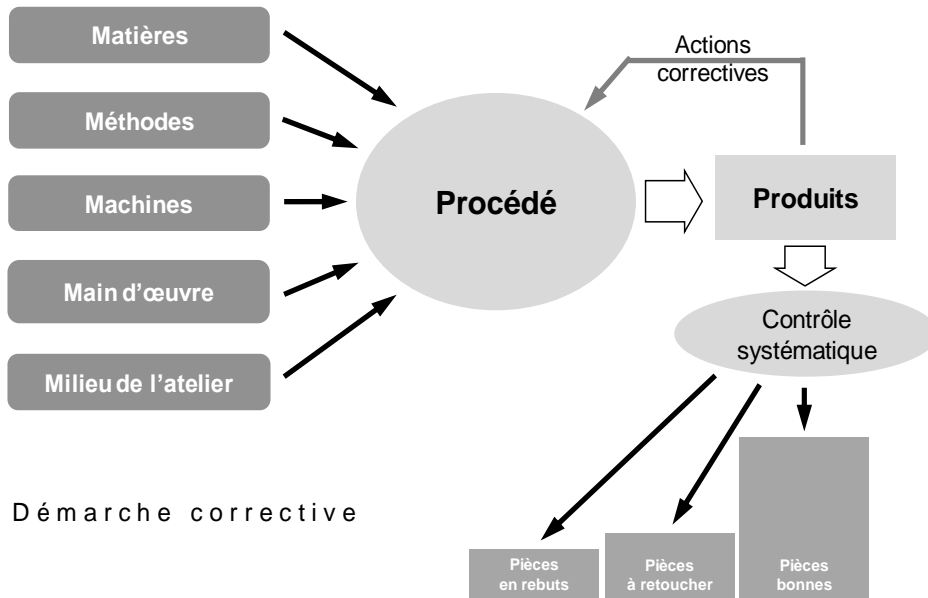 Matières
Méthodes
Machines
Main d'œuvre
Milieu de l'atelier
Procédé
Actions
correctives
Produits
Contrôle
systématique
Démarche corrective
Pièces
en rebuts
Pièces
à retoucher
Pièces
bonnes